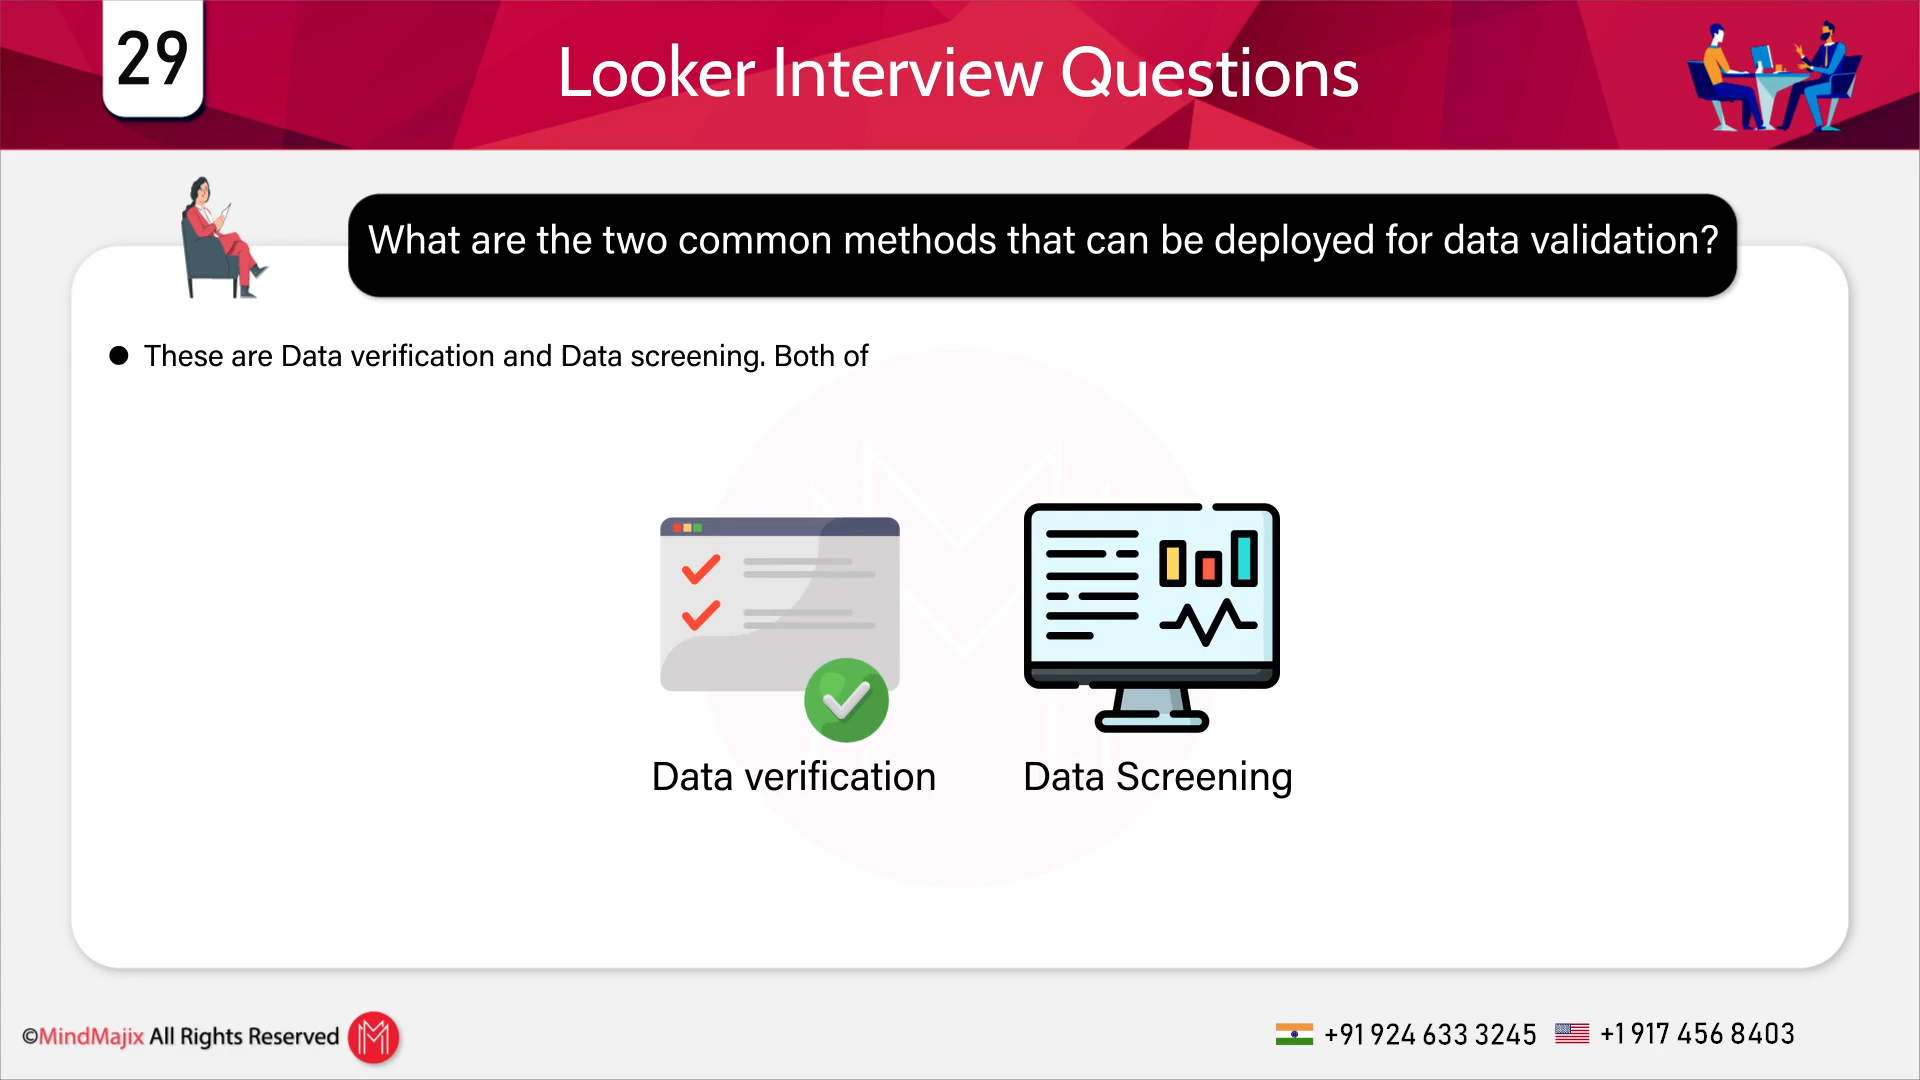 29
Looker Interview Questions
What are the two common methods that can be deployed for data validation?
● These are Data verification and Data screening. Both of
Data verification
Data Screening
©MindMajix All Rights Reserved
+91 924 633 3245
+1 917 456 8403